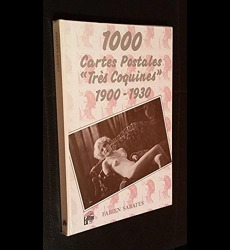 1000
Cartes Postales
"Très Coquines"
1900-1930
FABIEN SABATES